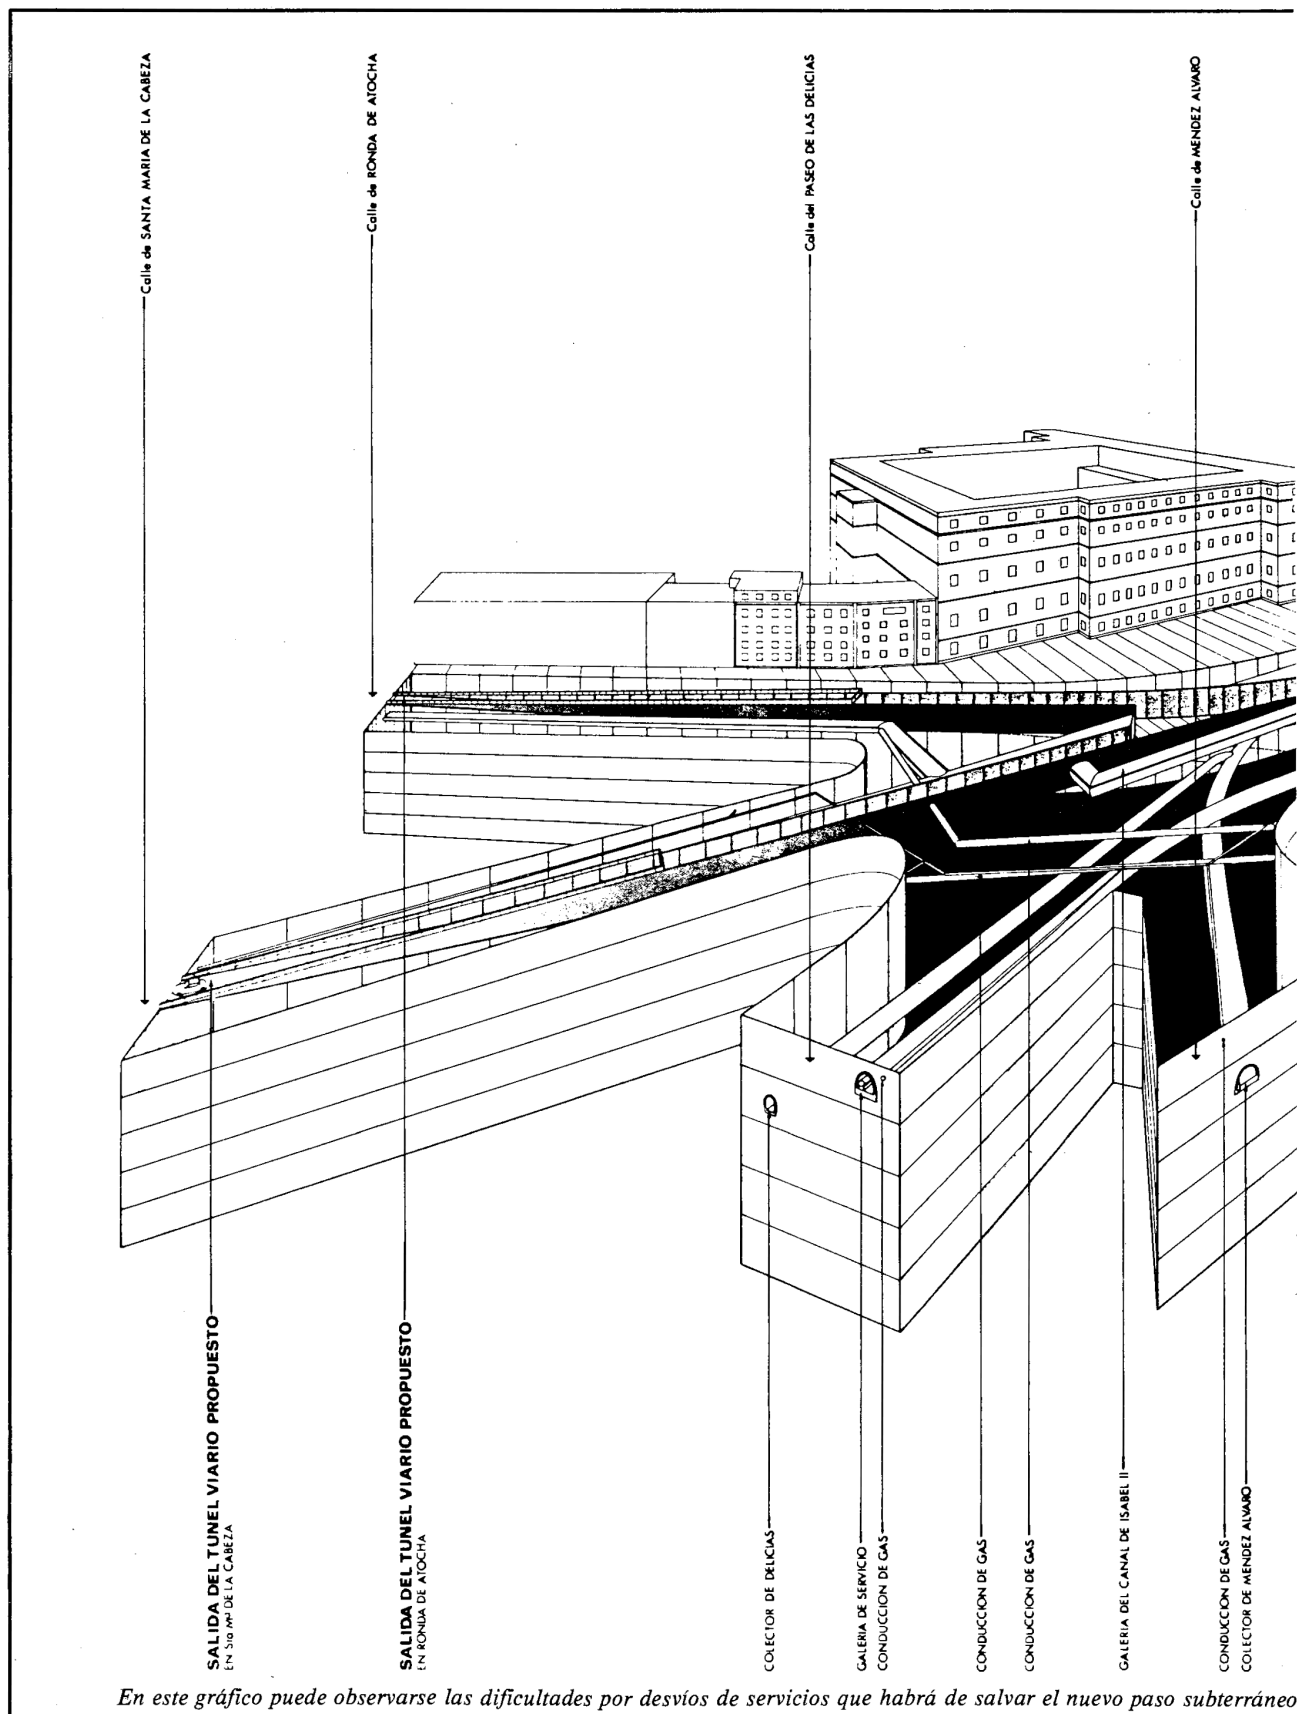 Calle de SANTA MARIA DE LA CABEZA
Calle de RONDA DE ATOCHA
Calle del PASEO DE LAS DELICIAS
Calle de MENDEZ ALVARO
SALIDA DEL TUNEL VIARIO PROPUESTO
EN Sta Mª DE LA CABEZA
SALIDA DEL TUNEL VIARIO PROPUESTO
EN RONDA DE ATOCHA
COLECTOR DE DELICIAS
GALERIA DE SERVICIO
CONDUCCION DE GAS
CONDUCCION DE GAS
CONDUCCION DE GAS
GALERIA DEL CANAL DE ISABEL II
CONDUCCION DE GAS
COLECTOR DE MENDEZ ALVARO
En este gráfico puede observarse las dificultades por desvíos de servicios que habrá de salvar el nuevo paso subterráneo